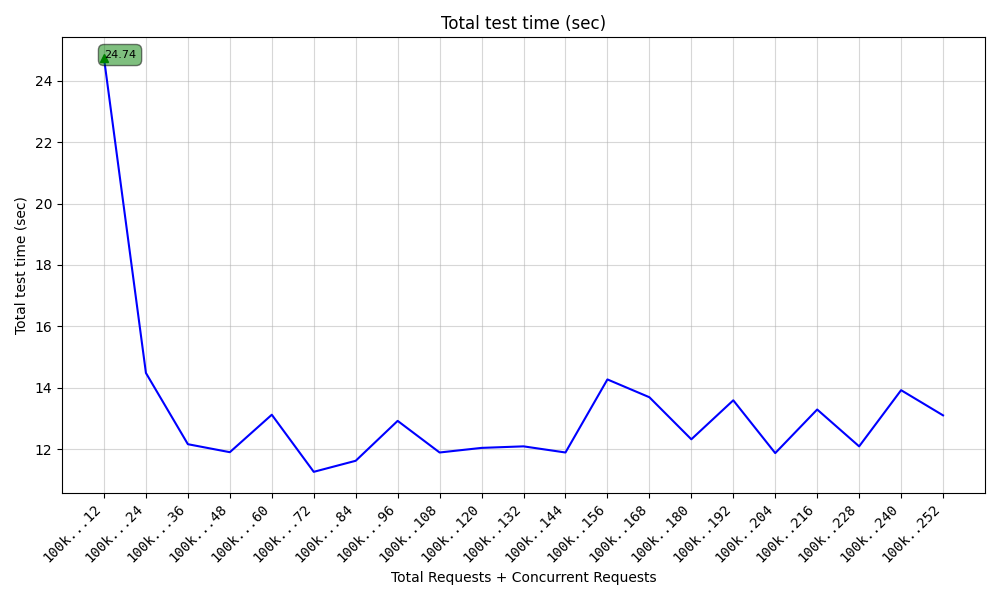 Total test time (sec)
24.74
24
22
20
18
16
14
12
Total test time (sec)
100k...12
100k...24
100k...36
100k...48
100k...60
100k...72
100k...84
100k...96
100k..108
100k..120
100k..132
100k..144
100k..156
100k..168
100k..180
100k..192
100k..204
100k..216
100k..228
100k..240
100k..252
Total Requests + Concurrent Requests